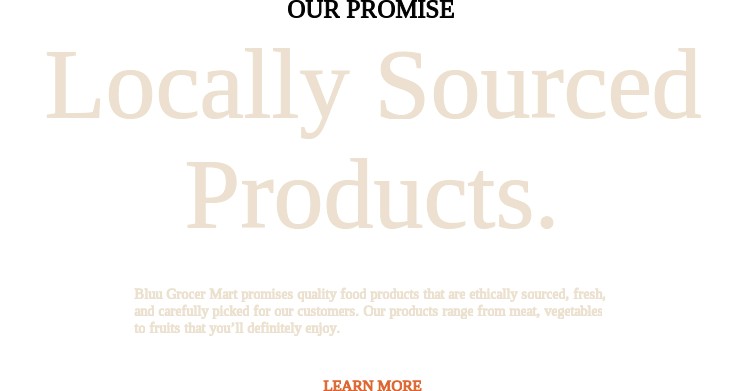 OUR PROMISE
Locally Sourced
Products.
Bluu Grocer Mart promises quality food products that are ethically sourced, fresh,
and carefully picked for our customers. Our products range from meat, vegetables
to fruits that you’ll definitely enjoy.
LEARN MORE